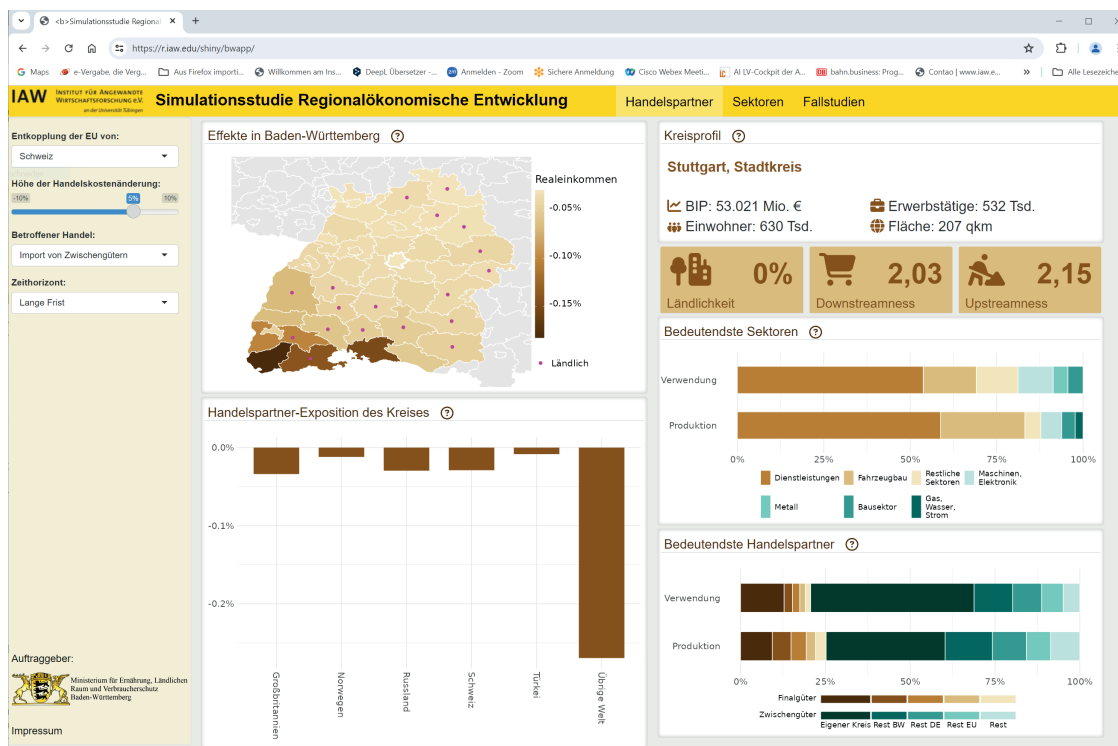 <b>Simulationsstudie Regional
https://r.iaw.edu/shiny/bwapp/
Maps
e-Vergabe, die Verg...
Aus Firefox importi...
Willkommen am Ins...
DeepL Übersetzer -...
Anmelden - Zoom
Sichere Anmeldung
Cisco Webex Meeti...
AI LV-Cockpit der A...
bahn.business: Prog...
Contao | www.iaw.e...
»
Alle Lesezeiche
IAW
INSTITUT FÜR ANGEWANDTE
WIRTSCHAFTSFORSCHUNG E.V.
an der Universität Tübingen
Simulationsstudie Regionalökonomische Entwicklung
Handelspartner
Sektoren
Fallstudien
Entkopplung der EU von:
Schweiz
Höhe der Handelskostenänderung:
-10%
5%
10%
Betroffener Handel:
Import von Zwischengütern
Zeithorizont:
Lange Frist
Auftraggeber:
Ministerium für Ernährung, Ländlichen
Raum und Verbraucherschutz
Baden-Württemberg
Impressum
Effekte in Baden-Württemberg ?
Realeinkommen
-0.05%
-0.10%
-0.15%
Ländlich
Handelspartner-Exposition des Kreises ?
0.0%
-0.1%
-0.2%
Großbritannien
Norwegen
Russland
Schweiz
Türkei
Übrige Welt
Kreisprofil ?
Stuttgart, Stadtkreis
BIP: 53.021 Mio. €
Erwerbstätige: 532 Tsd.
Einwohner: 630 Tsd.
Fläche: 207 qkm
0%
Ländlichkeit
2,03
Downstreamness
2,15
Upstreamness
Bedeutendste Sektoren ?
Verwendung
Produktion
0%
25%
50%
75%
100%
Dienstleistungen
Fahrzeugbau
Restliche
Sektoren
Maschinen,
Elektronik
Metall
Bausektor
Gas,
Wasser,
Strom
Bedeutendste Handelspartner ?
Verwendung
Produktion
0%
25%
50%
75%
100%
Finalgüter
Zwischengüter
Eigener Kreis
Rest BW
Rest DE
Rest EU
Rest